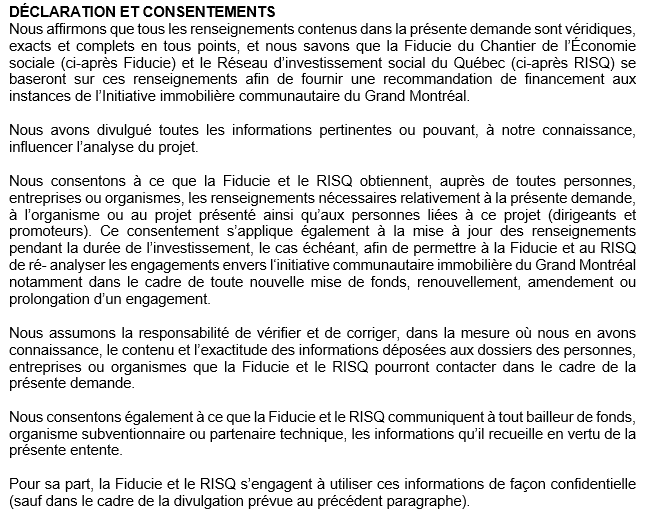 DÉCLARATION ET CONSENTEMENTS
Nous affirmons que tous les renseignements contenus dans la présente demande sont véridiques,
exacts et complets en tous points, et nous savons que la Fiducie du Chantier de l’Économie
sociale (ci-après Fiducie) et le Réseau d’investissement social du Québec (ci-après RISQ) se
baseront sur ces renseignements afin de fournir une recommandation de financement aux
instances de l’Initiative immobilière communautaire du Grand Montréal.
Nous avons divulgué toutes les informations pertinentes ou pouvant, à notre connaissance,
influencer l’analyse du projet.
Nous consentons à ce que la Fiducie et le RISQ obtiennent, auprès de toutes personnes,
entreprises ou organismes, les renseignements nécessaires relativement à la présente demande,
à l’organisme ou au projet présenté ainsi qu’aux personnes liées à ce projet (dirigeants et
promoteurs). Ce consentement s’applique également à la mise à jour des renseignements
pendant la durée de l’investissement, le cas échéant, afin de permettre à la Fiducie et au RISQ
de ré- analyser les engagements envers l‘initiative communautaire immobilière du Grand Montréal
notamment dans le cadre de toute nouvelle mise de fonds, renouvellement, amendement ou
prolongation d’un engagement.
Nous assumons la responsabilité de vérifier et de corriger, dans la mesure où nous en avons
connaissance, le contenu et l’exactitude des informations déposées aux dossiers des personnes,
entreprises ou organismes que la Fiducie et le RISQ pourront contacter dans le cadre de la
présente demande.
Nous consentons également à ce que la Fiducie et le RISQ communiquent à tout bailleur de fonds,
organisme subventionnaire ou partenaire technique, les informations qu’il recueille en vertu de la
présente entente.
Pour sa part, la Fiducie et le RISQ s’engagent à utiliser ces informations de façon confidentielle
(sauf dans le cadre de la divulgation prévue au précédent paragraphe).